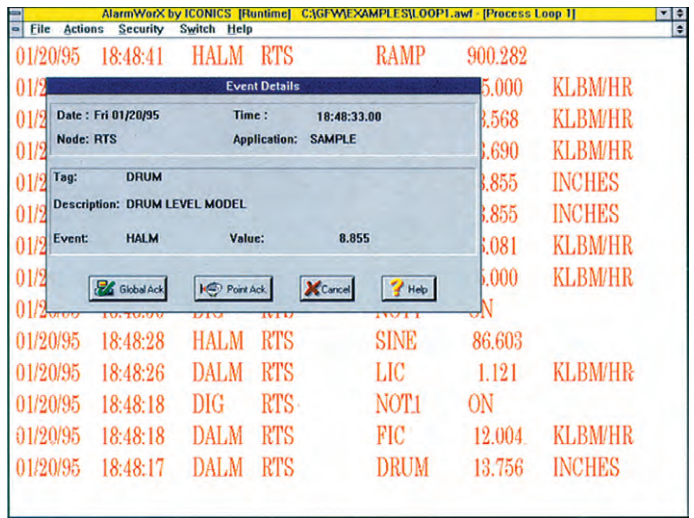 AlarmWorX by ICONICS [Runtime] C:\GFW\EXAMPLES\LOOP1.awf - [Process Loop 1]
File Actions Security Switch Help
01/20/95 18:48:41 HALM RTS RAMP 900.282
Event Details
Date : Fri 01/20/95 Time : 18:48:33.00
Node: RTS Application: SAMPLE
Tag: DRUM
Description: DRUM LEVEL MODEL
Event: HALM Value: 8.855
Global Ack Point Ack Cancel Help
KLBM/HR
KLBM/HR
KLBM/HR
8.855 INCHES
8.855 INCHES
KLBM/HR
KLBM/HR
ON
01/20/95 18:48:28 HALM RTS SINE 86.603
01/20/95 18:48:26 DALM RTS LIC 1.121 KLBM/HR
01/20/95 18:48:18 DIG RTS NOT1 ON
01/20/95 18:48:18 DALM RTS FIC 12.004 KLBM/HR
01/20/95 18:48:17 DALM RTS DRUM 13.756 INCHES